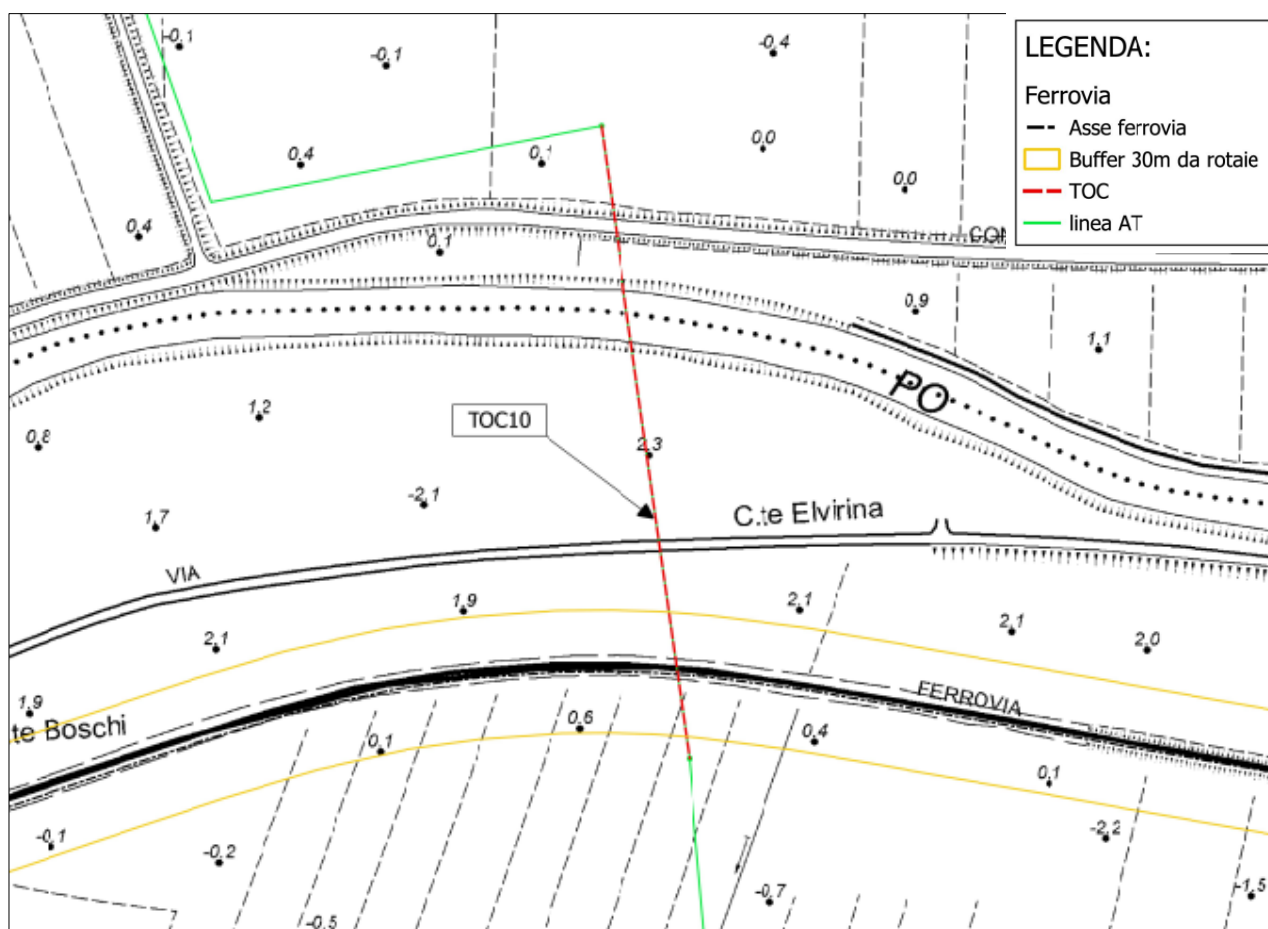 -0,1
-0,1
-0,4
LEGENDA:
Ferrovia
Asse ferrovia
Buffer 30m da rotaie
TOC
linea AT
0,4
0,1
0,0
0,0
0,4
0,1
CON
0,9
1,1
PO
1,2
0,8
TOC10
2,3
-2,1
1,7
C.te Elvirina
VIA
1,9
2,1
2,1
2,1
2,0
1,9
te Boschi
FERROVIA
0,6
0,1
0,4
0,1
-0,1
-0,2
-2,2
-0,7
-1,5
-0,5